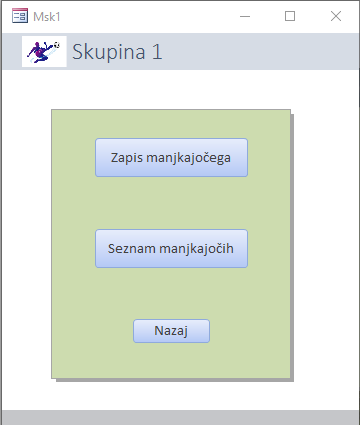 Msk1
Skupina 1
Zapis manjkajočega
Seznam manjkajočih
Nazaj